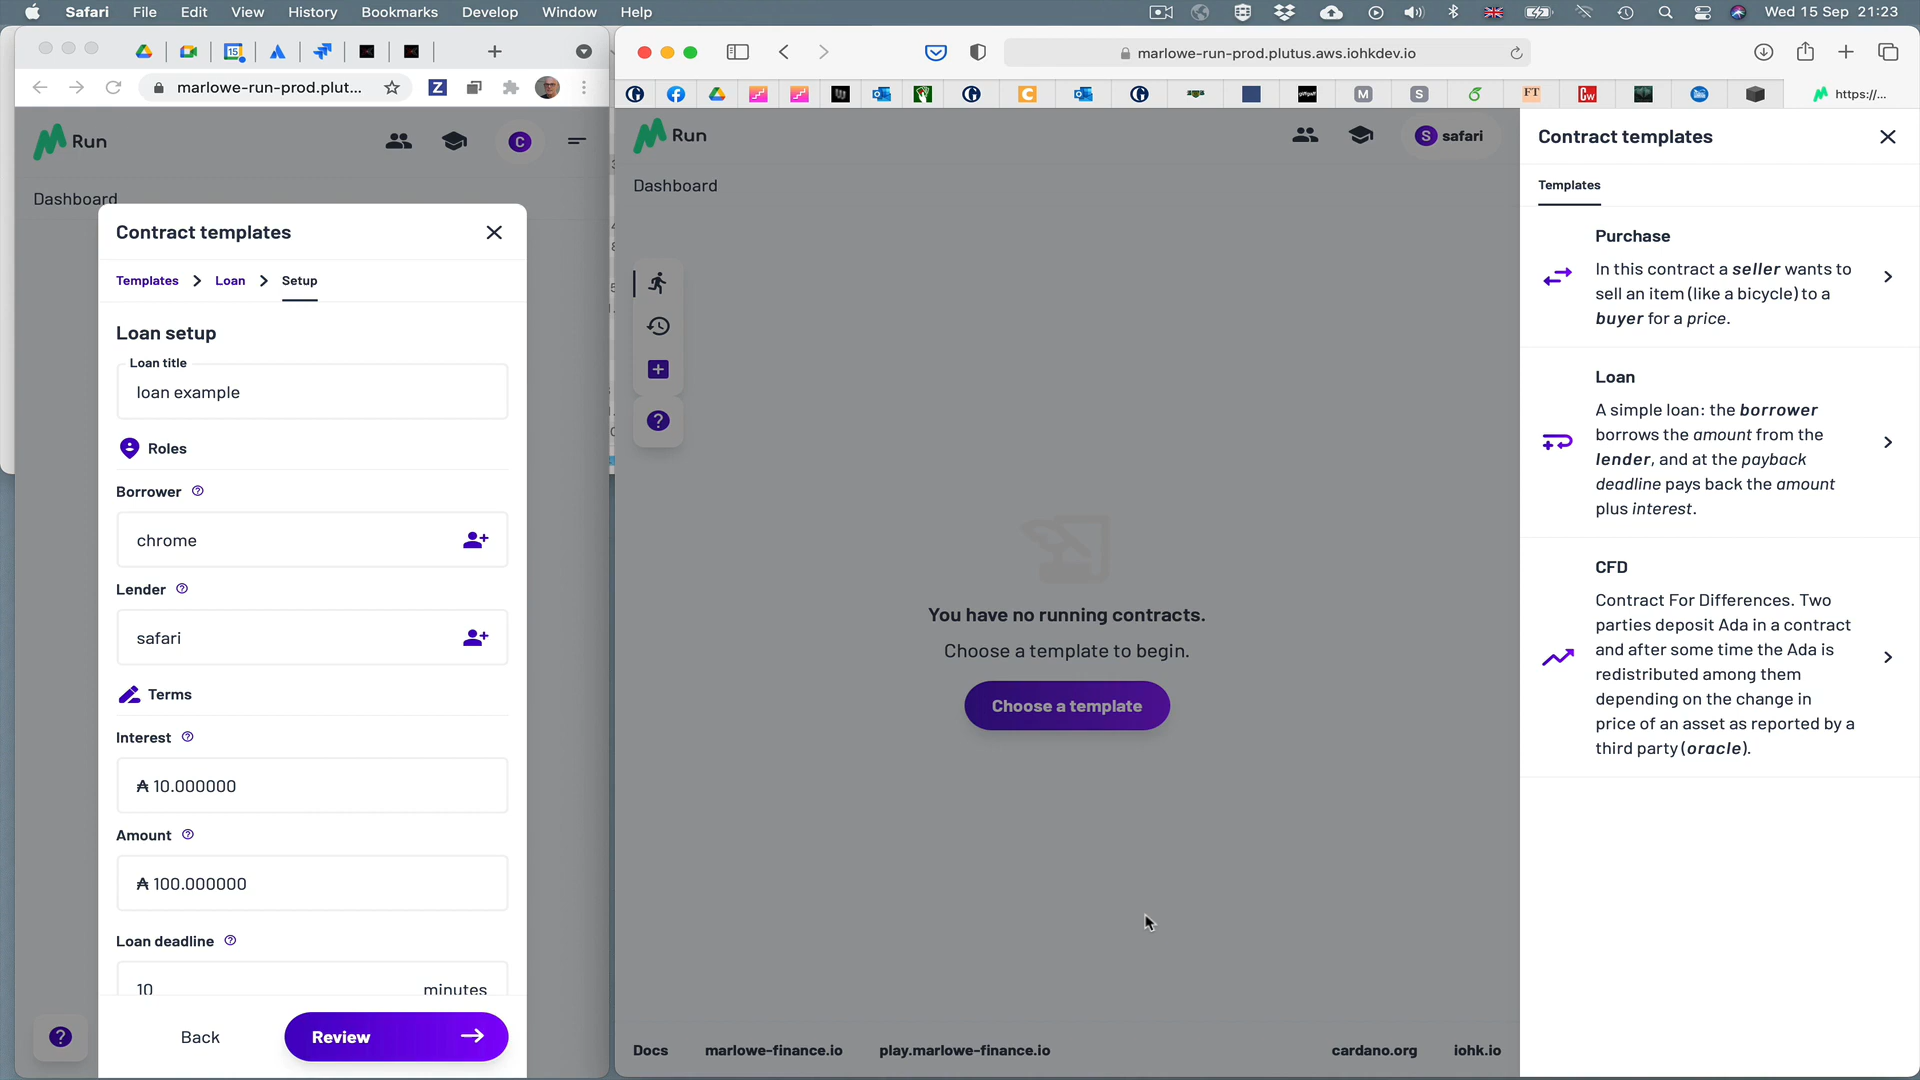 Safari File Edit View History Bookmarks Develop Window Help
Wed 15 Sep 21:23
marlowe-run-prod.plut...
Run
C
Dashboard
Contract templates
Templates Loan Setup
Loan setup
Loan title
loan example
Roles
Borrower
chrome
Lender
safari
Terms
Interest
₳ 10.000000
Amount
₳ 100.000000
Loan deadline
10 minutes
Back
Review
marlowe-run-prod.plutus.aws.iohkdev.io
https://...
Run
S safari
Dashboard
You have no running contracts.
Choose a template to begin.
Choose a template
Docs marlowe-finance.io play.marlowe-finance.io cardano.org iohk.io
Contract templates
Templates
Purchase
In this contract a seller wants to
sell an item (like a bicycle) to a
buyer for a price.
Loan
A simple loan: the borrower
borrows the amount from the
lender, and at the payback
deadline pays back the amount
plus interest.
CFD
Contract For Differences. Two
parties deposit Ada in a contract
and after some time the Ada is
redistributed among them
depending on the change in
price of an asset as reported by a
third party (oracle).